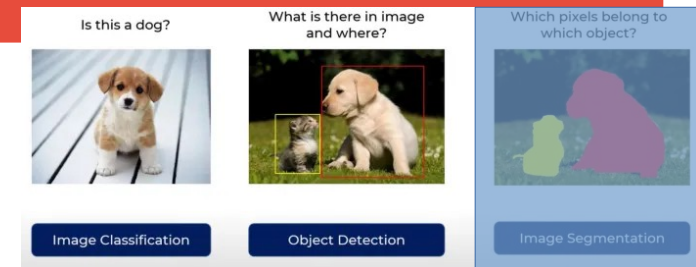 Is this a dog?
What is there in image
and where?
Which pixels belong to
which object?
Image Classification
Object Detection
Image Segmentation